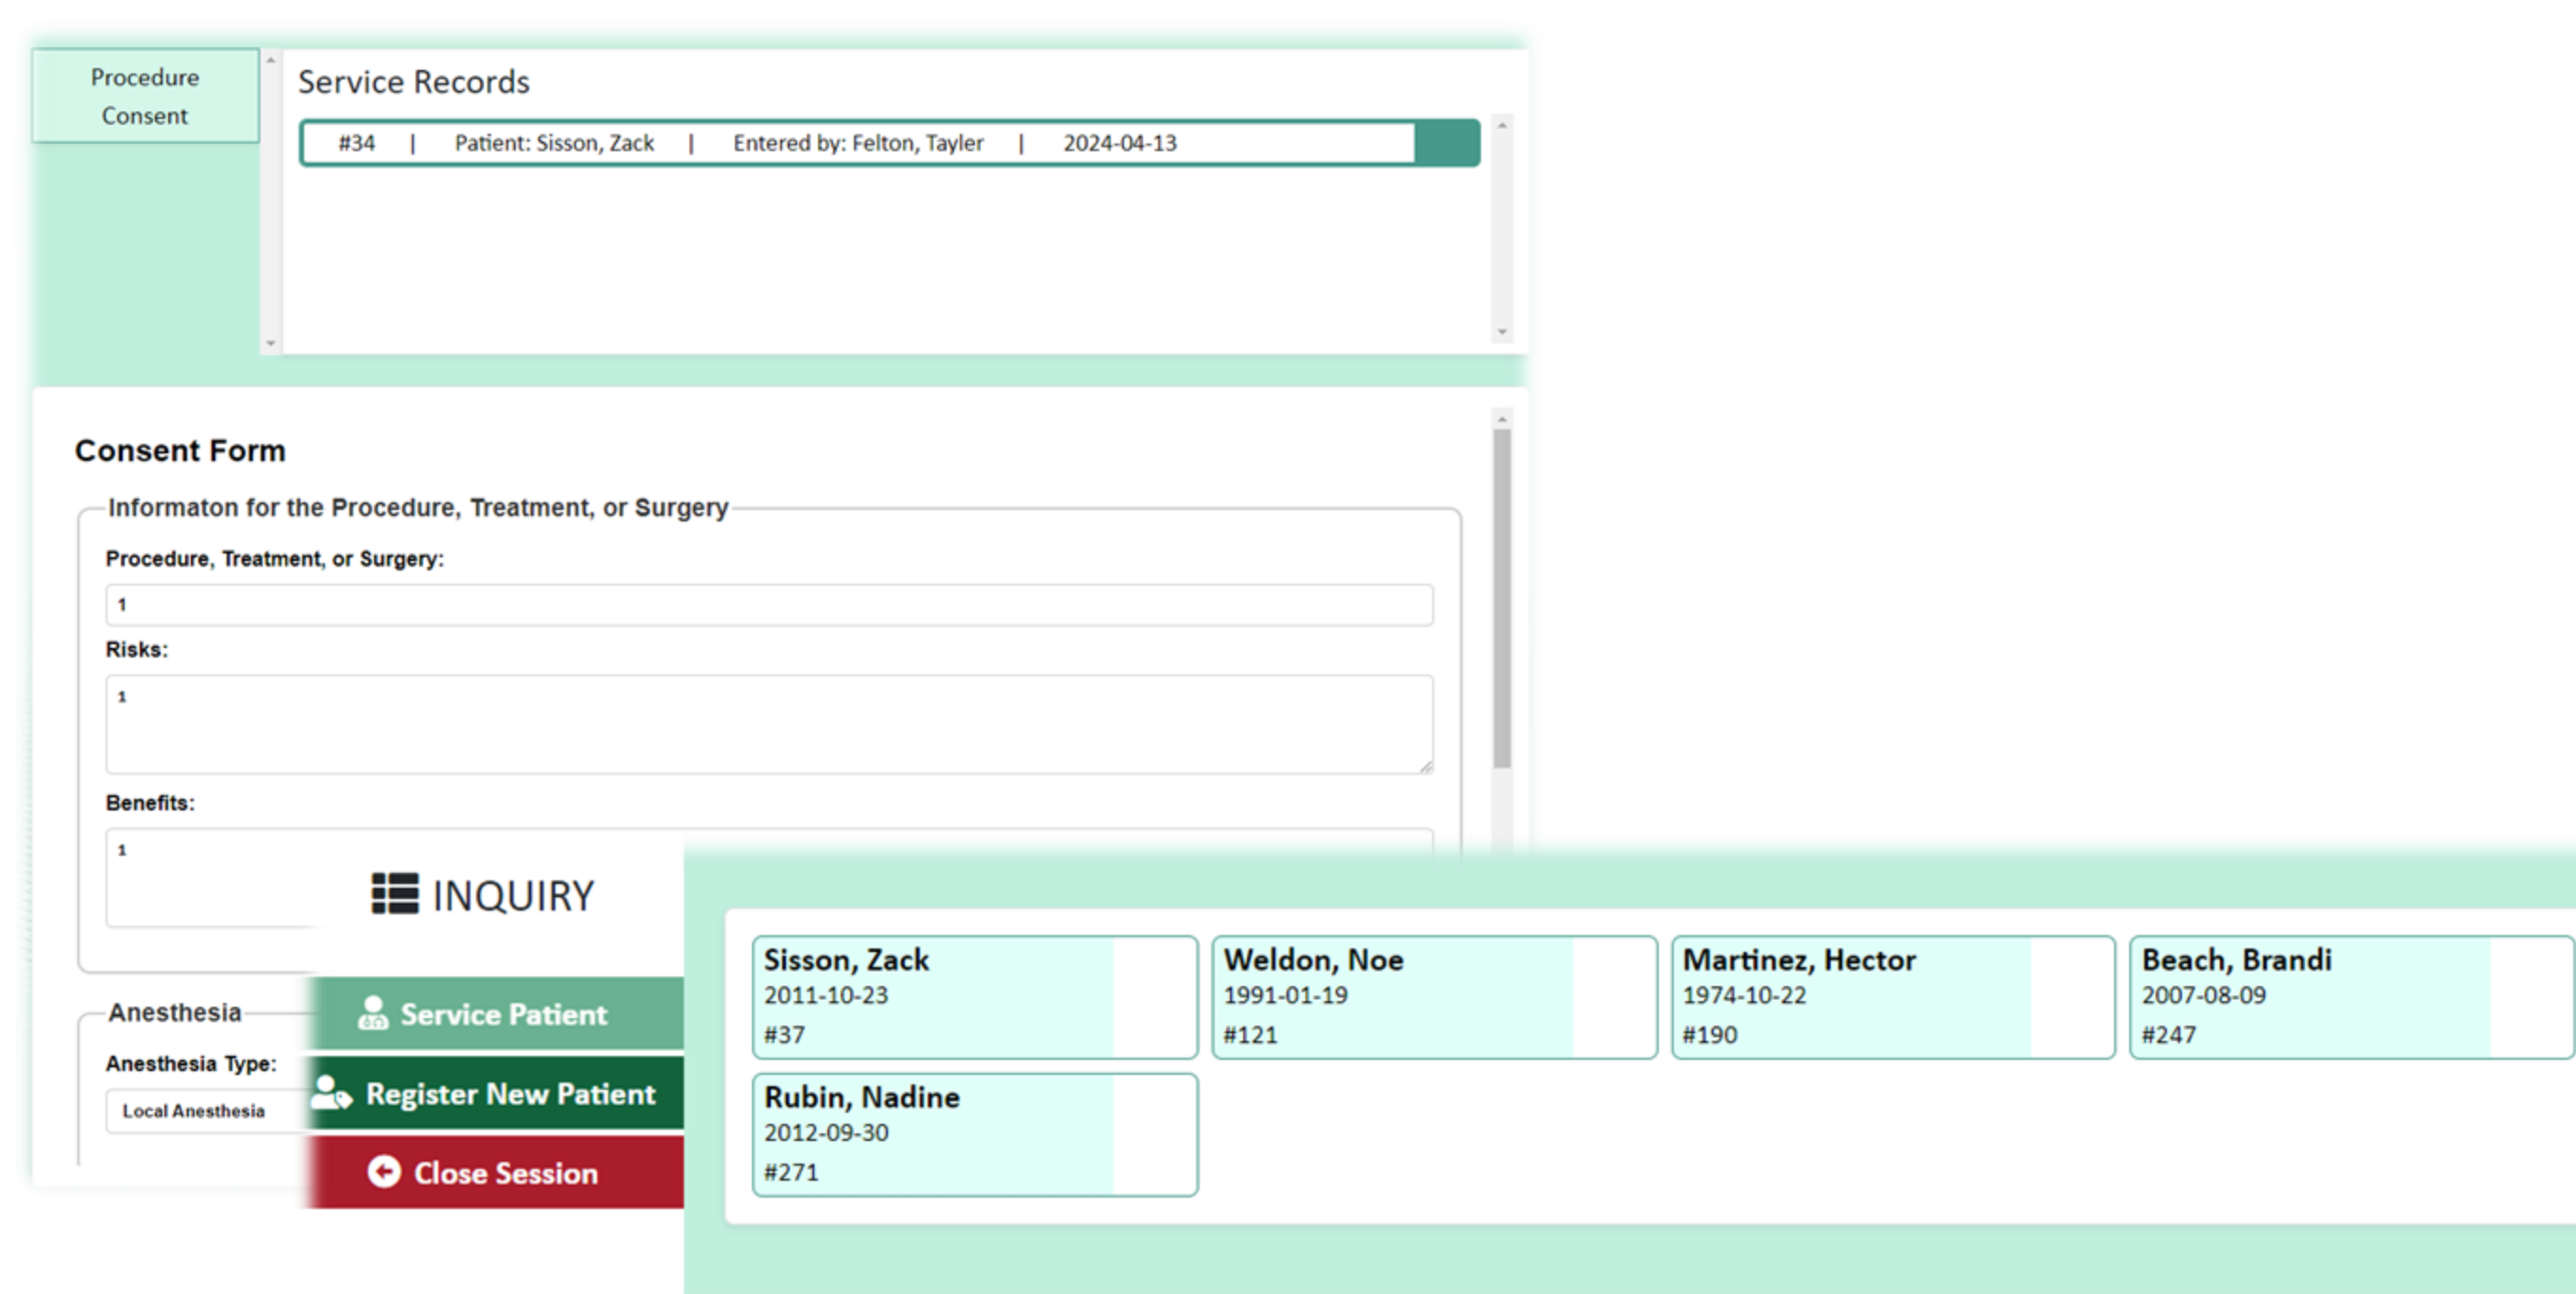 Procedure
Consent
Service Records
#34 | Patient: Sisson, Zack | Entered by: Felton, Tayler | 2024-04-13
Consent Form
Informaton for the Procedure, Treatment, or Surgery
Procedure, Treatment, or Surgery:
1
Risks:
1
Benefits:
1
Anesthesia
Anesthesia Type:
Local Anesthesia
INQUIRY
Service Patient
Register New Patient
Close Session
Sisson, Zack
2011-10-23
#37
Weldon, Noe
1991-01-19
#121
Martinez, Hector
1974-10-22
#190
Beach, Brandi
2007-08-09
#247
Rubin, Nadine
2012-09-30
#271